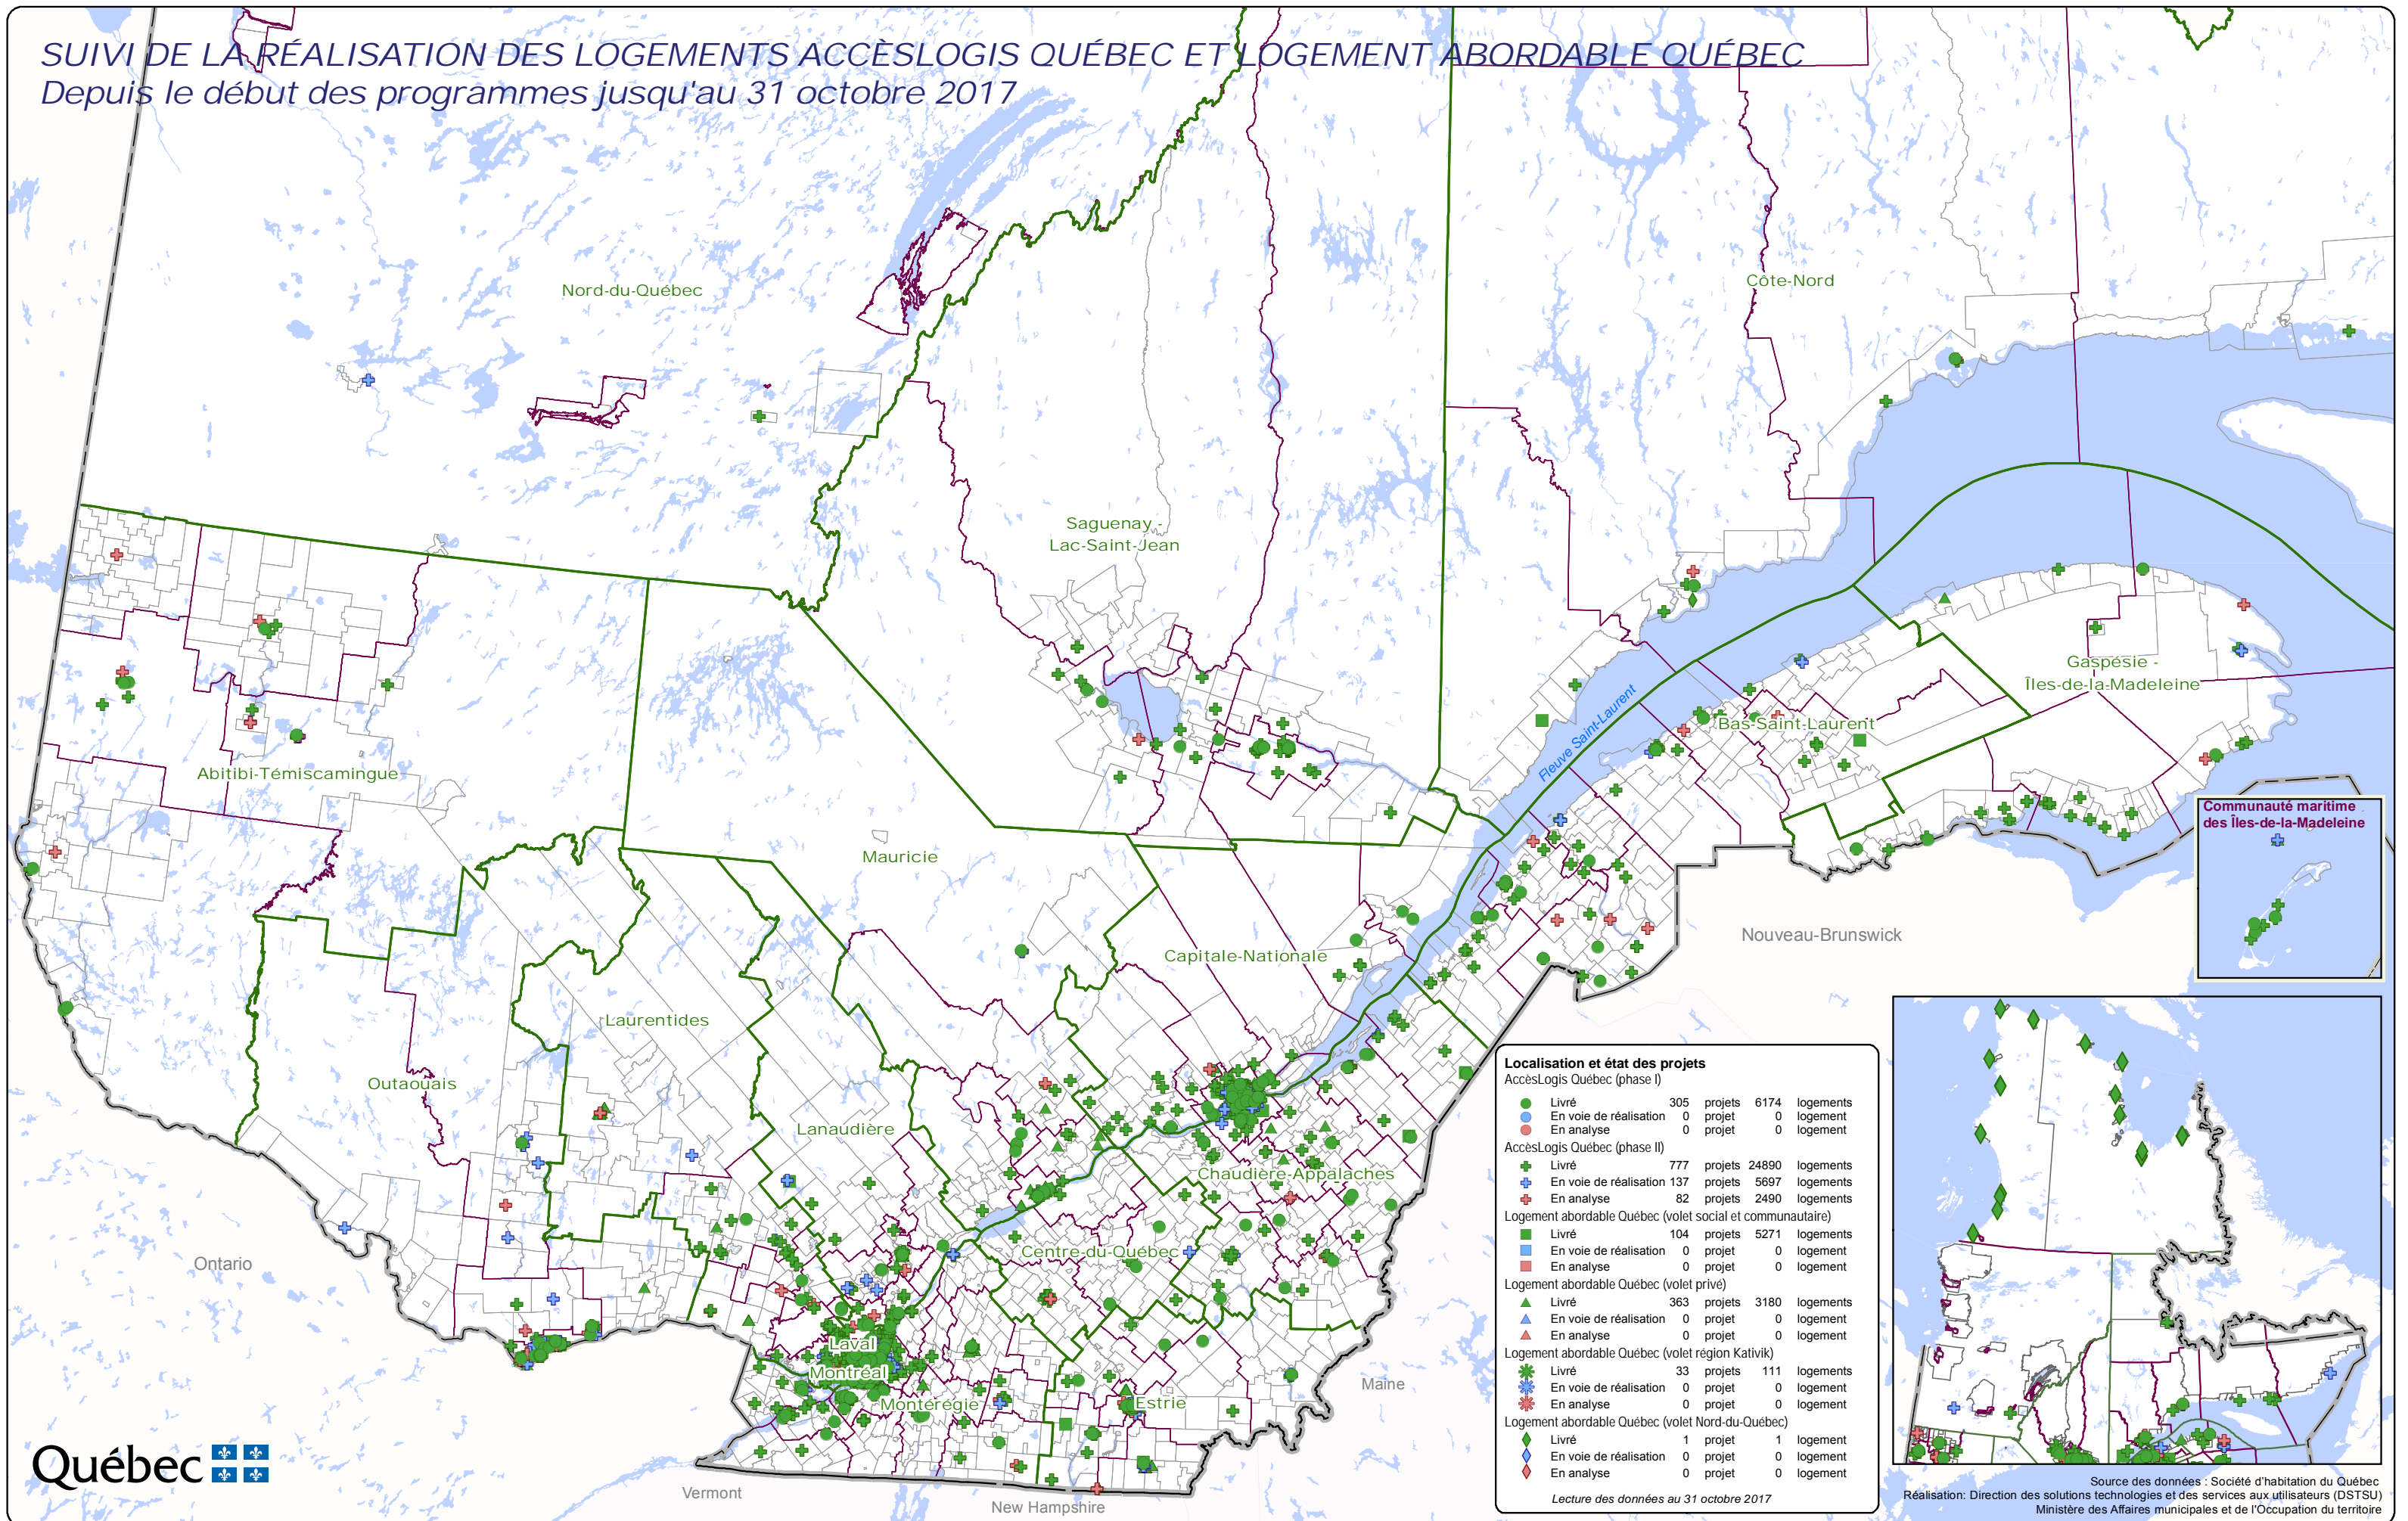 SUIVI DE LA RÉALISATION DES LOGEMENTS ACCÈSLOGIS QUÉBEC ET LOGEMENT ABORDABLE QUÉBEC
Depuis le début des programmes jusqu'au 31 octobre 2017
Nord-du-Québec
Côte-Nord
Saguenay -
Lac-Saint-Jean
Gaspésie -
Îles-de-la-Madeleine
Fleuve Saint-Laurent
Bas-Saint-Laurent
Abitibi-Témiscamingue
Communauté maritime
des Îles-de-la-Madeleine
Mauricie
Nouveau-Brunswick
Capitale-Nationale
Laurentides
Outaouais
Lanaudière
Chaudière-Appalaches
Centre-du-Québec
Ontario
Laval
Montréal
Montérégie
Estrie
Maine
Vermont
New Hampshire
Québec
Localisation et état des projets
AccèsLogis Québec (phase I)
Livré 305 projets 6174 logements
En voie de réalisation 0 projet 0 logement
En analyse 0 projet 0 logement
AccèsLogis Québec (phase II)
Livré 777 projets 24890 logements
En voie de réalisation 137 projets 5697 logements
En analyse 82 projets 2490 logements
Logement abordable Québec (volet social et communautaire)
Livré 104 projets 5271 logements
En voie de réalisation 0 projet 0 logement
En analyse 0 projet 0 logement
Logement abordable Québec (volet privé)
Livré 363 projets 3180 logements
En voie de réalisation 0 projet 0 logement
En analyse 0 projet 0 logement
Logement abordable Québec (volet région Kativik)
Livré 33 projets 111 logements
En voie de réalisation 0 projet 0 logement
En analyse 0 projet 0 logement
Logement abordable Québec (volet Nord-du-Québec)
Livré 1 projet 1 logement
En voie de réalisation 0 projet 0 logement
En analyse 0 projet 0 logement
Lecture des données au 31 octobre 2017
Source des données : Société d'habitation du Québec
Réalisation: Direction des solutions technologies et des services aux utilisateurs (DSTSU)
Ministère des Affaires municipales et de l'Occupation du territoire